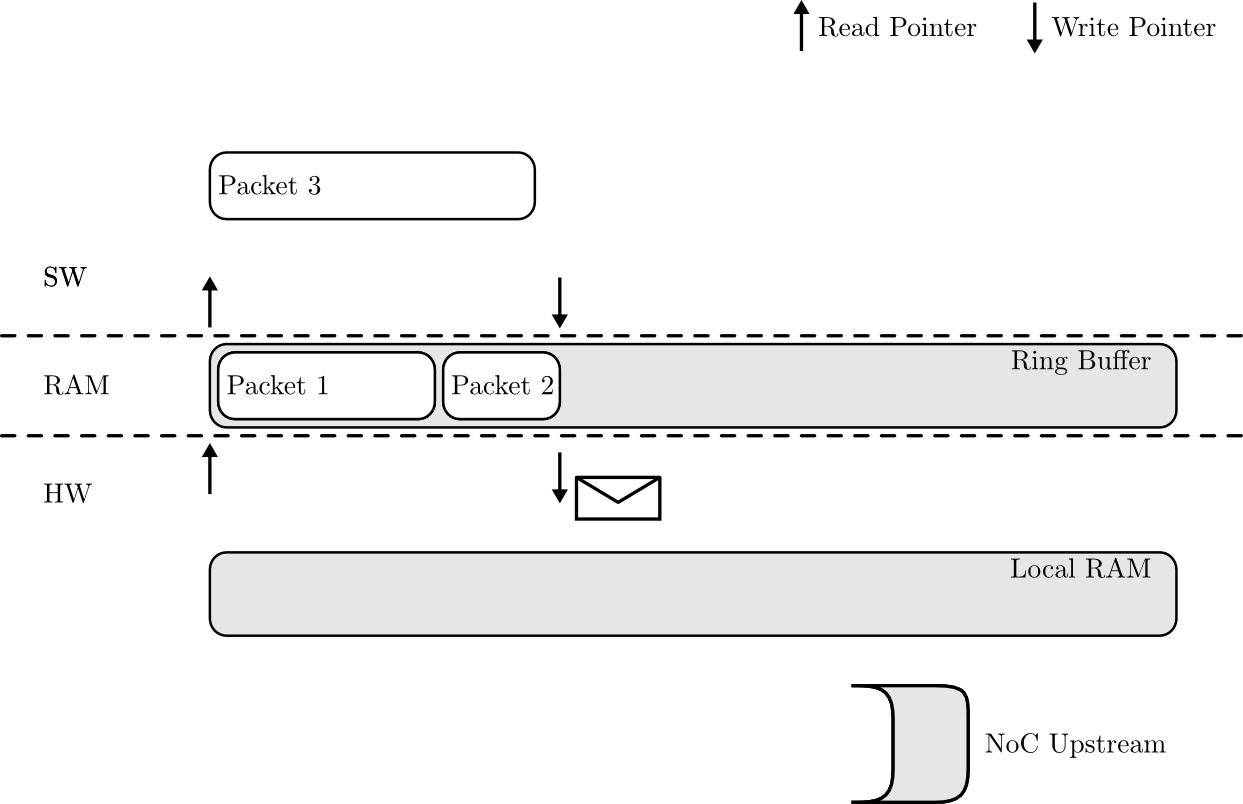 Read Pointer
Write Pointer
Packet 3
SW
Ring Buffer
RAM
Packet 1
Packet 2
HW
Local RAM
NoC Upstream